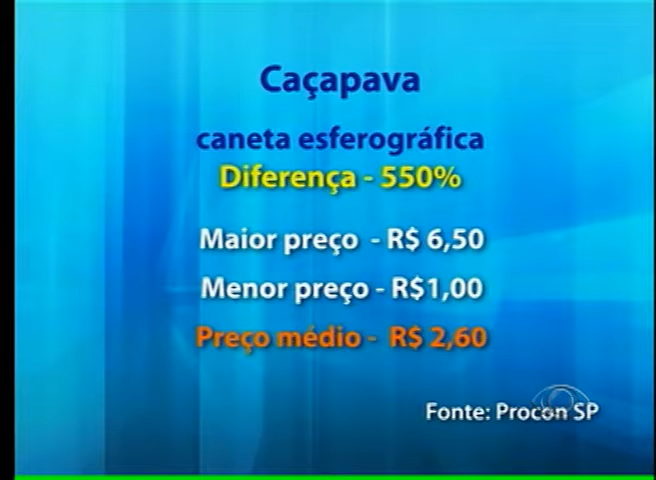 Caçapava
caneta esferográfica
Diferença - 550%
Maior preço - R$ 6,50
Menor preço - R$1,00
Preço médio - R$ 2,60
Fonte: Procon SP